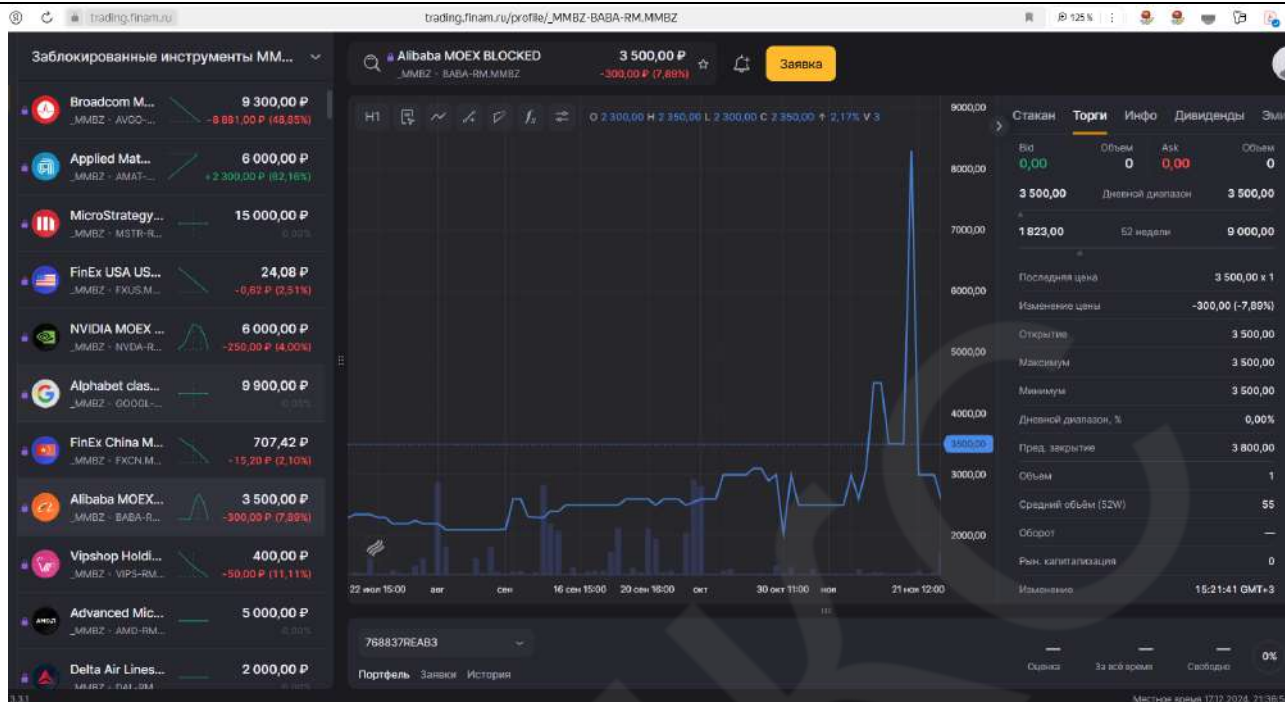 trading.finam.ru
trading.finam.ru/profile/_MMBZ-BABA-RM.MMBZ
125 %
Заблокированные инструменты MM...
Broadcom M...
9 300,00 ₽
_MMBZ - AVGO-...
-8 881,00 ₽ (48,85%)
Applied Mat...
6 000,00 ₽
_MMBZ - AMAT-...
+2 300,00 ₽ (62,16%)
MicroStrategy...
15 000,00 ₽
_MMBZ - MSTR-R...
0,00%
FinEx USA US...
24,08 ₽
_MMBZ - FXUS.M...
-0,62 ₽ (2,51%)
NVIDIA MOEX ...
6 000,00 ₽
_MMBZ - NVDA-R...
-250,00 ₽ (4,00%)
Alphabet clas...
9 900,00 ₽
_MMBZ - GOOGL-...
0,00%
FinEx China M...
707,42 ₽
_MMBZ - FXCN.M...
-15,20 ₽ (2,10%)
Alibaba MOEX...
3 500,00 ₽
_MMBZ - BABA-R...
-300,00 ₽ (7,89%)
Vipshop Holdi...
400,00 ₽
_MMBZ - VIPS-RM...
-50,00 ₽ (11,11%)
Advanced Mic...
5 000,00 ₽
_MMBZ - AMD-RM...
0,00%
Delta Air Lines...
2 000,00 ₽
_MMBZ - DAL-RM
3.3.1
Alibaba MOEX BLOCKED
3 500,00 ₽
_MMBZ - BABA-RM.MMBZ
-300,00 ₽ (7,89%)
Заявка
H1
O 2 300,00 H 2 350,00 L 2 300,00 C 2 350,00 ↑ 2,17% V 3
9000,00
8000,00
7000,00
6000,00
5000,00
4000,00
3500,00
3000,00
2000,00
22 июл 15:00 авг сен 16 сен 15:00 20 сен 16:00 окт 30 окт 11:00 ноя 21 ноя 12:00
768837REAB3
Портфель Заявки История
Стакан Торги Инфо Дивиденды Эми
Bid Объем Ask Объем
0,00 0 0,00 0
3 500,00 Дневной диапазон 3 500,00
1 823,00 52 недели 9 000,00
Последняя цена 3 500,00 x 1
Изменение цены -300,00 (-7,89%)
Открытие 3 500,00
Максимум 3 500,00
Минимум 3 500,00
Дневной диапазон, % 0,00%
Пред. закрытие 3 800,00
Объем 1
Средний объём (52W) 55
Оборот —
Рын. капитализация 0
Изменение 15:21:41 GMT+3
— — — 0%
Оценка За всё время Свободно
Местное время 17.12.2024, 21:36:5